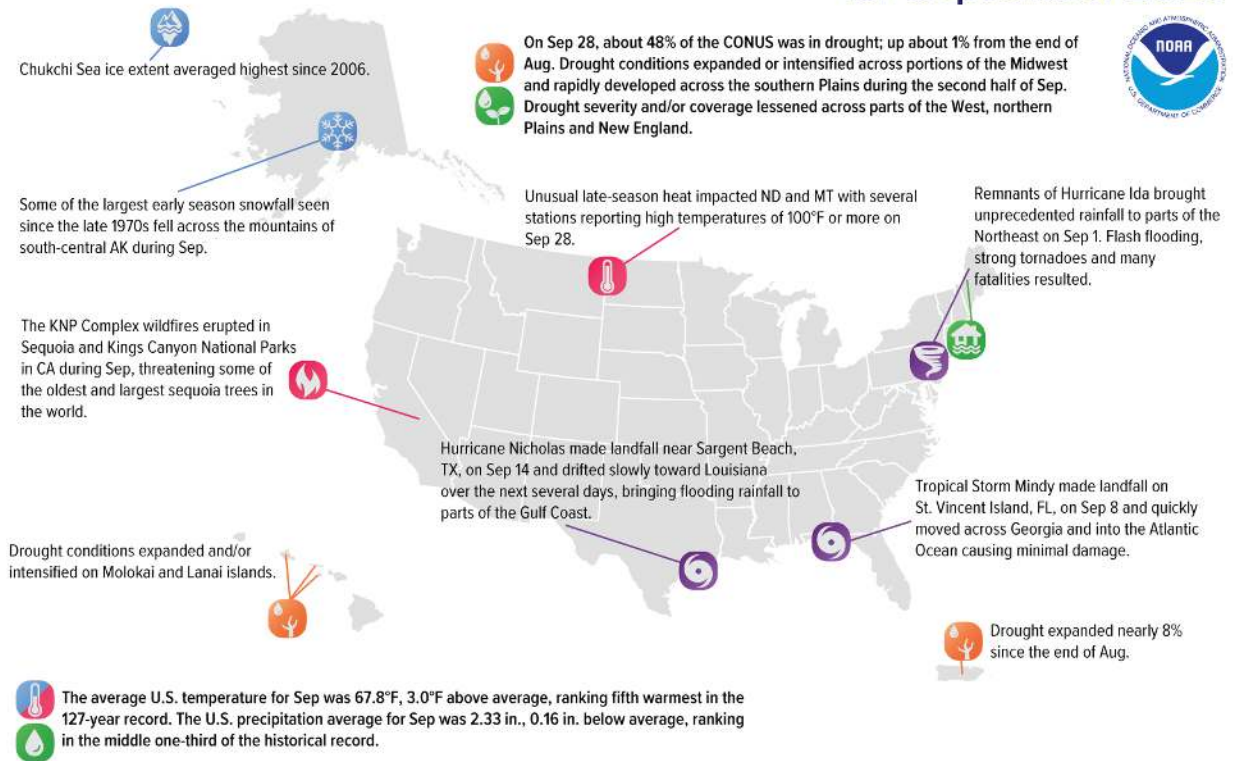 Chukchi Sea ice extent averaged highest since 2006.
On Sep 28, about 48% of the CONUS was in drought; up about 1% from the end of
Aug. Drought conditions expanded or intensified across portions of the Midwest
and rapidly developed across the southern Plains during the second half of Sep.
Drought severity and/or coverage lessened across parts of the West, northern
Plains and New England.
NATIONAL OCEANIC AND ATMOSPHERIC ADMINISTRATION
NOAA
U.S. DEPARTMENT OF COMMERCE
Some of the largest early season snowfall seen
since the late 1970s fell across the mountains of
south-central AK during Sep.
Unusual late-season heat impacted ND and MT with several
stations reporting high temperatures of 100°F or more on
Sep 28.
Remnants of Hurricane Ida brought
unprecedented rainfall to parts of the
Northeast on Sep 1. Flash flooding,
strong tornadoes and many
fatalities resulted.
The KNP Complex wildfires erupted in
Sequoia and Kings Canyon National Parks
in CA during Sep, threatening some of
the oldest and largest sequoia trees in
the world.
Hurricane Nicholas made landfall near Sargent Beach,
TX, on Sep 14 and drifted slowly toward Louisiana
over the next several days, bringing flooding rainfall to
parts of the Gulf Coast.
Tropical Storm Mindy made landfall on
St. Vincent Island, FL, on Sep 8 and quickly
moved across Georgia and into the Atlantic
Ocean causing minimal damage.
Drought conditions expanded and/or
intensified on Molokai and Lanai islands.
Drought expanded nearly 8%
since the end of Aug.
The average U.S. temperature for Sep was 67.8°F, 3.0°F above average, ranking fifth warmest in the
127-year record. The U.S. precipitation average for Sep was 2.33 in., 0.16 in. below average, ranking
in the middle one-third of the historical record.